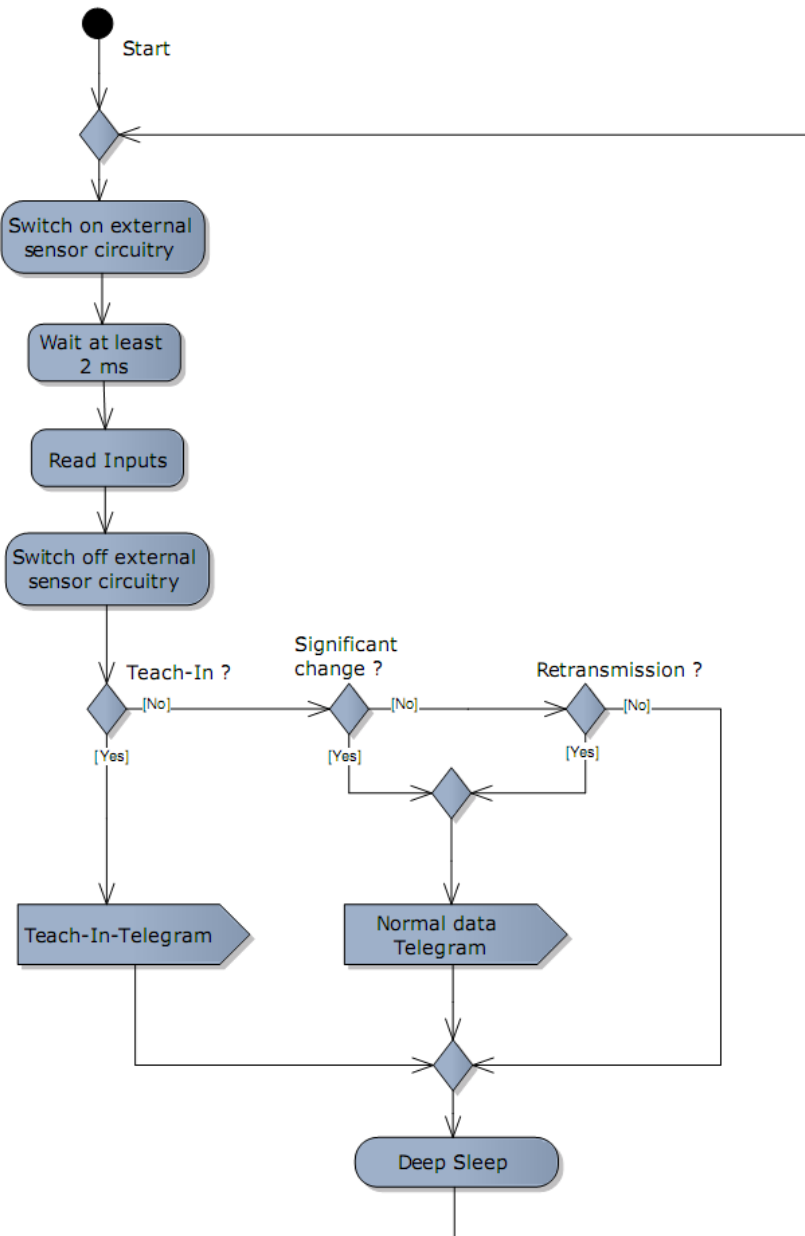 Start
Switch on external
sensor circuitry
Wait at least
2 ms
Read Inputs
Switch off external
sensor circuitry
Teach-In ?
[No]
[Yes]
Significant
change ?
[No]
[Yes]
Retransmission ?
[No]
[Yes]
Teach-In-Telegram
Normal data
Telegram
Deep Sleep